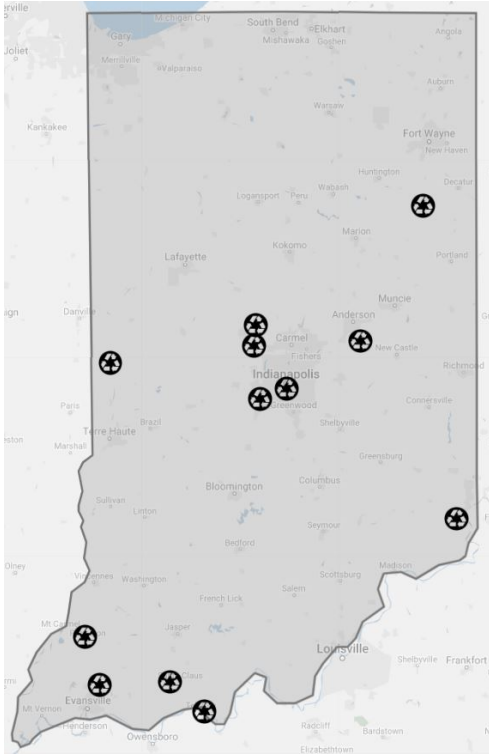 erville
Michigan City
South Bend
Elkhart
Gary
Mishawaka
Goshen
Angola
Joliet
Merrillville
Valparaiso
Auburn
Warsaw
Kankakee
Fort Wayne
New Haven
Huntington
Decatur
Wabash
Logansport
Peru
Marion
Kokomo
Portland
Lafayette
Muncie
Danville
Anderson
Carmel
New Castle
Fishers
Richmond
Indianapolis
Connersville
Paris
Greenwood
Brazil
Shelbyville
Terre Haute
Marshall
Greensburg
Columbus
Bloomington
Sullivan
Linton
Seymour
Bedford
Olney
Madison
Vincennes
Washington
Scottsburg
Salem
French Lick
Mt Carmel
Jasper
Louisville
Shelbyville
Frankfort
Claus
Evansville
Mt Vernon
Henderson
Owensboro
Radcliff
Bardstown
Elizabethtown